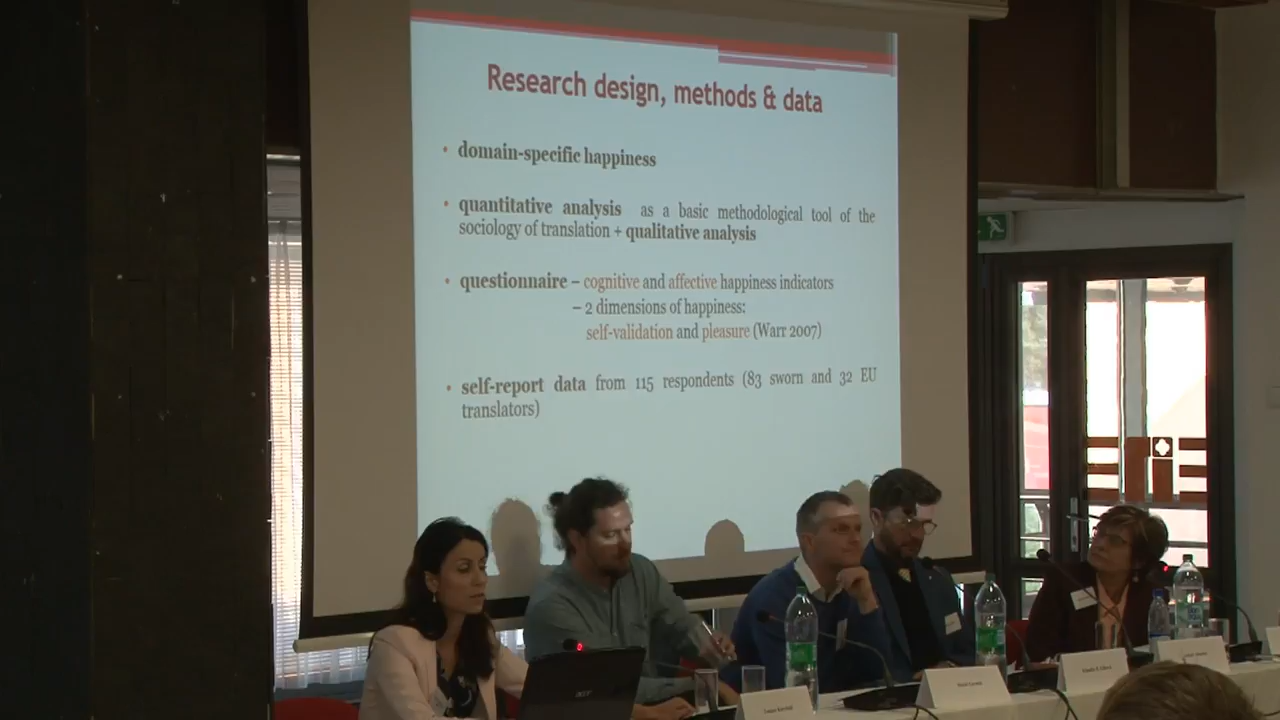 Research design, methods & data
• domain-specific happiness
• quantitative analysis as a basic methodological tool of the
sociology of translation + qualitative analysis
• questionnaire – cognitive and affective happiness indicators
– 2 dimensions of happiness:
self-validation and pleasure (Warr 2007)
• self-report data from 115 respondents (83 sworn and 32 EU
translators)
acer